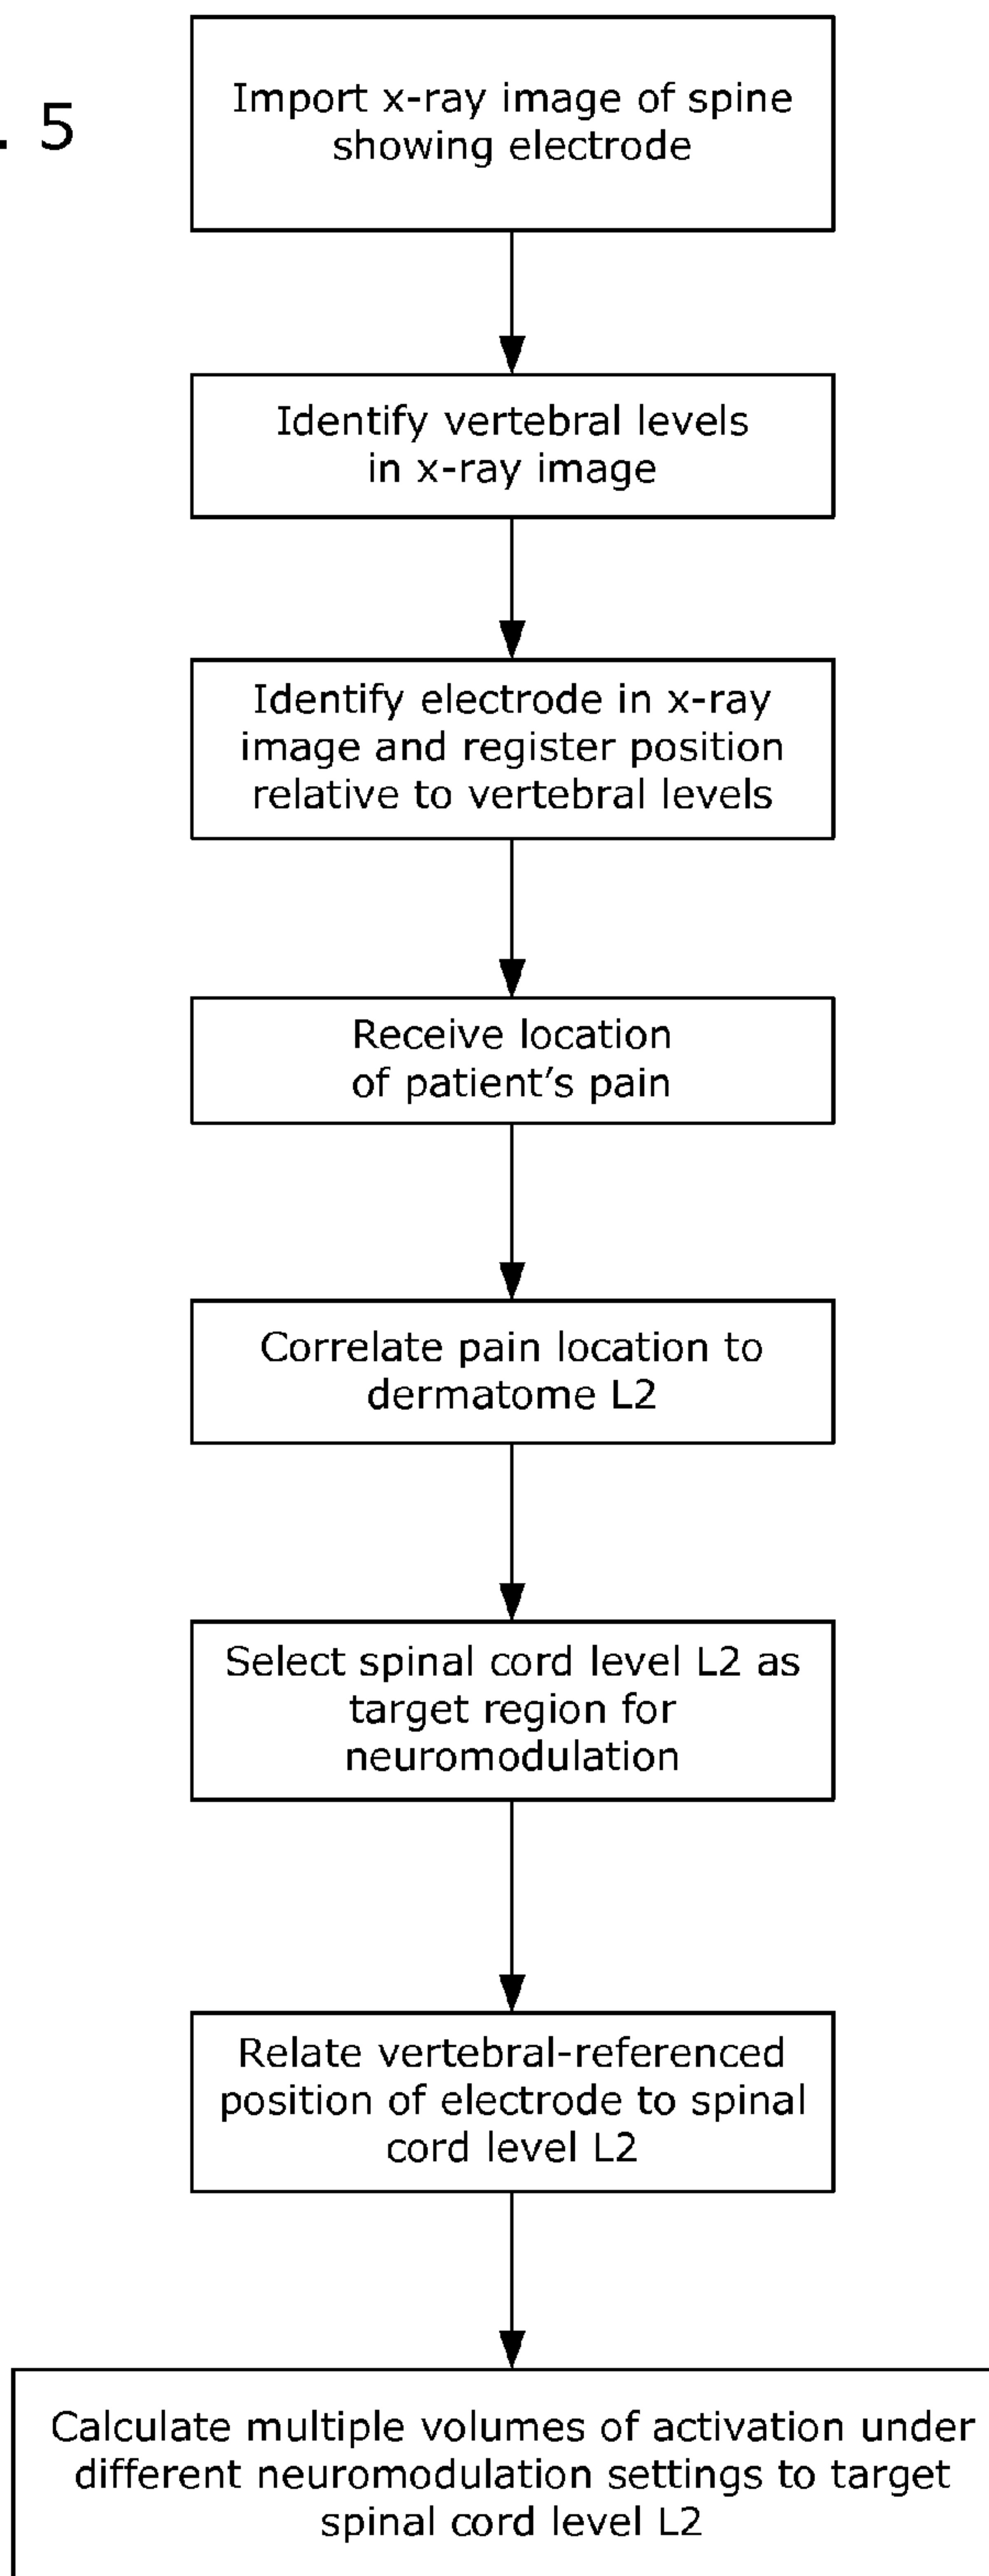 . 5
Import x-ray image of spine
showing electrode
Identify vertebral levels
in x-ray image
Identify electrode in x-ray
image and register position
relative to vertebral levels
Receive location
of patient’s pain
Correlate pain location to
dermatome L2
Select spinal cord level L2 as
target region for
neuromodulation
Relate vertebral-referenced
position of electrode to spinal
cord level L2
Calculate multiple volumes of activation under
different neuromodulation settings to target
spinal cord level L2